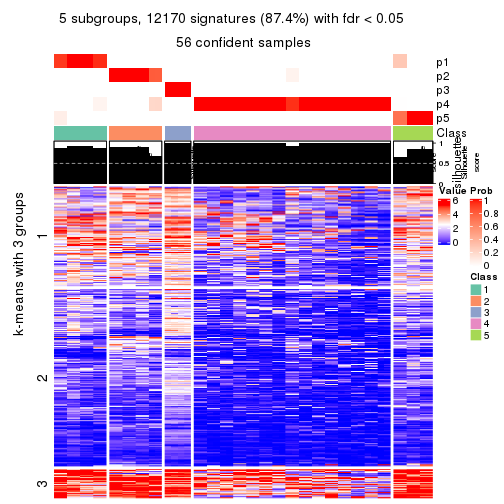 5 subgroups, 12170 signatures (87.4%) with fdr < 0.05
56 confident samples
p1
p2
p3
p4
p5
Class
1
0.5
0
silhouette
Silhouette
score
k-means with 3 groups
1
2
3
Value
6
4
2
0
Prob
1
0.8
0.6
0.4
0.2
0
Class
1
2
3
4
5